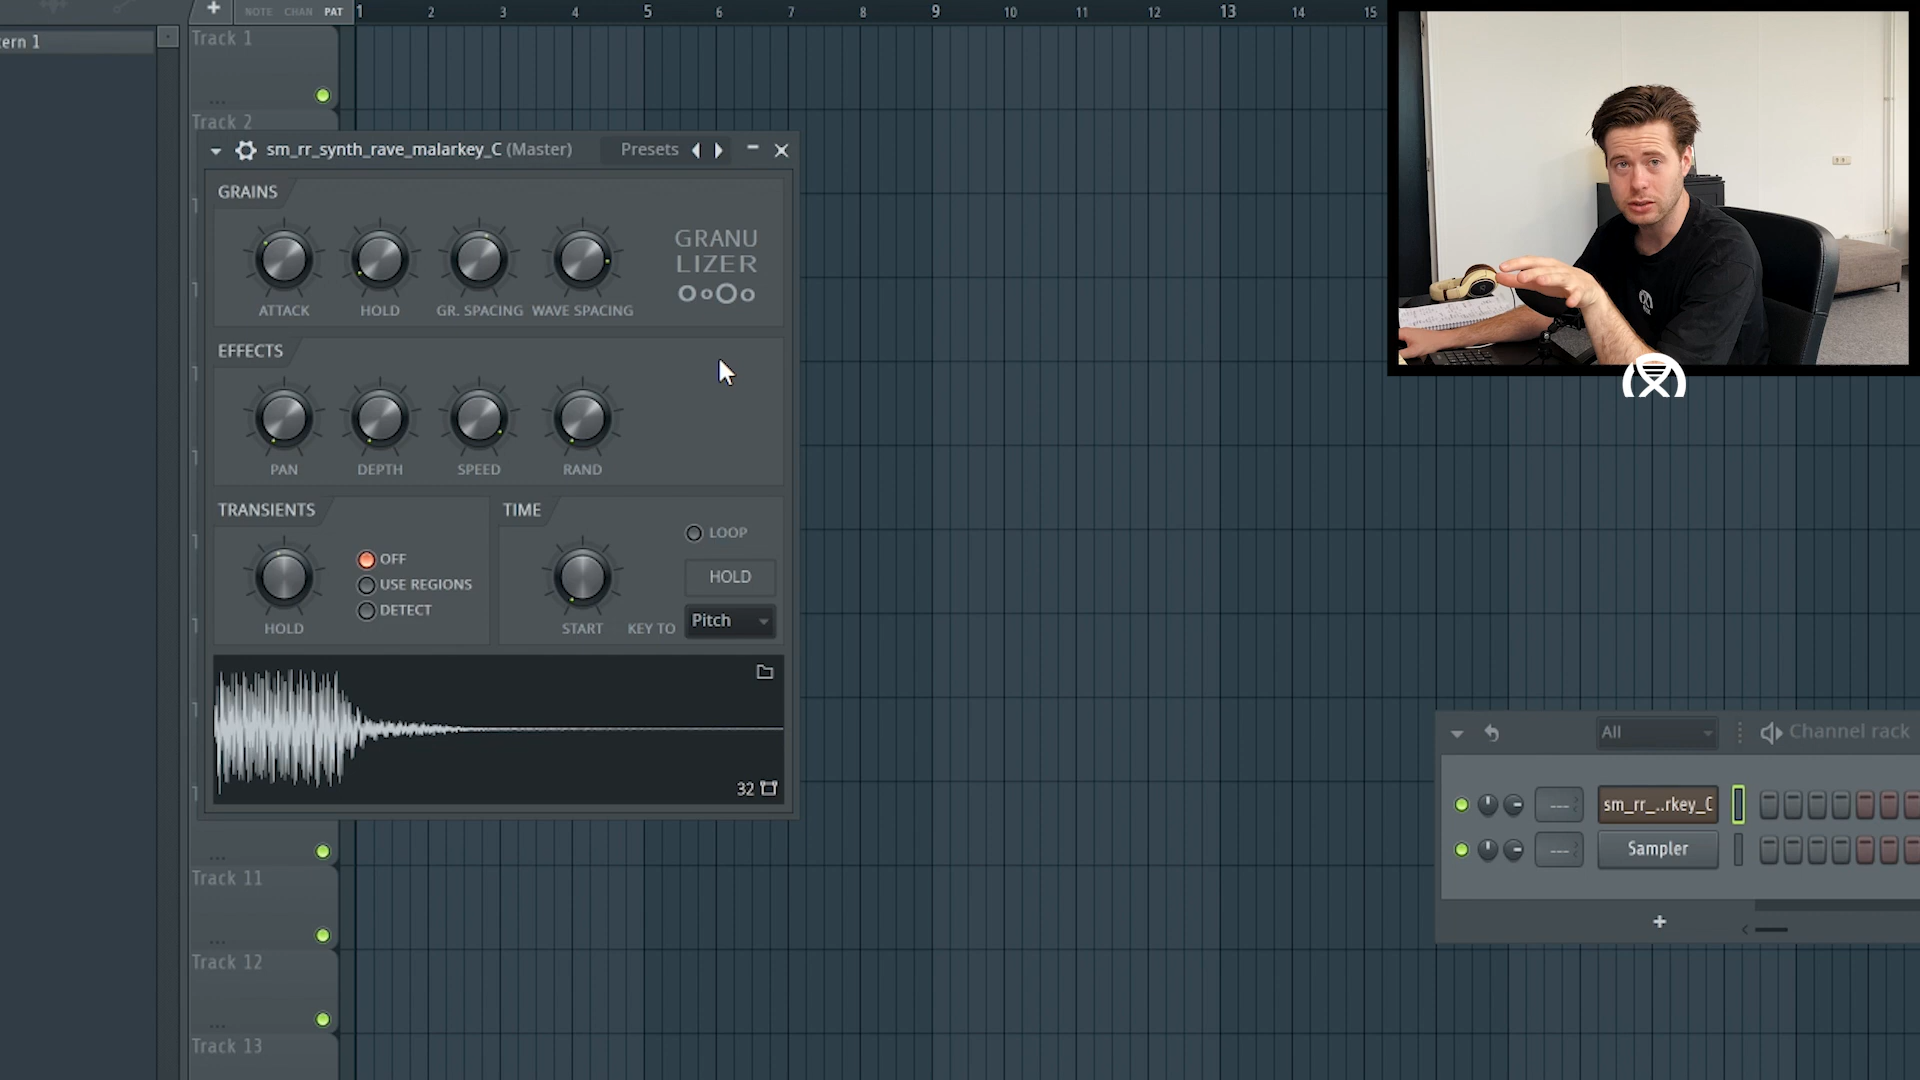 NOTE CHAN PAT
1 2 3 4 5 6 7 8 9 10 11 12 13 14 15
ern 1
Track 1
Track 2
sm_rr_synth_rave_malarkey_C (Master) Presets
GRAINS
GRANU
LIZER
ATTACK HOLD GR. SPACING WAVE SPACING
EFFECTS
PAN DEPTH SPEED RAND
TRANSIENTS
TIME
LOOP
OFF
HOLD
USE REGIONS
DETECT
Pitch
HOLD
START
KEY TO
32
All
Channel rack
---
sm_rr_..rkey_C
---
Sampler
+
Track 11
Track 12
Track 13